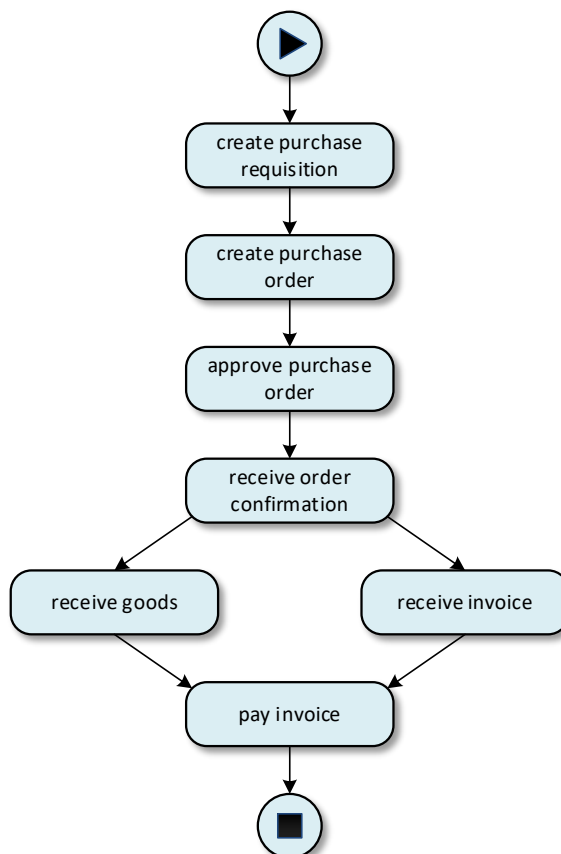 create purchase
requisition
create purchase
order
approve purchase
order
receive order
confirmation
receive goods
receive invoice
pay invoice